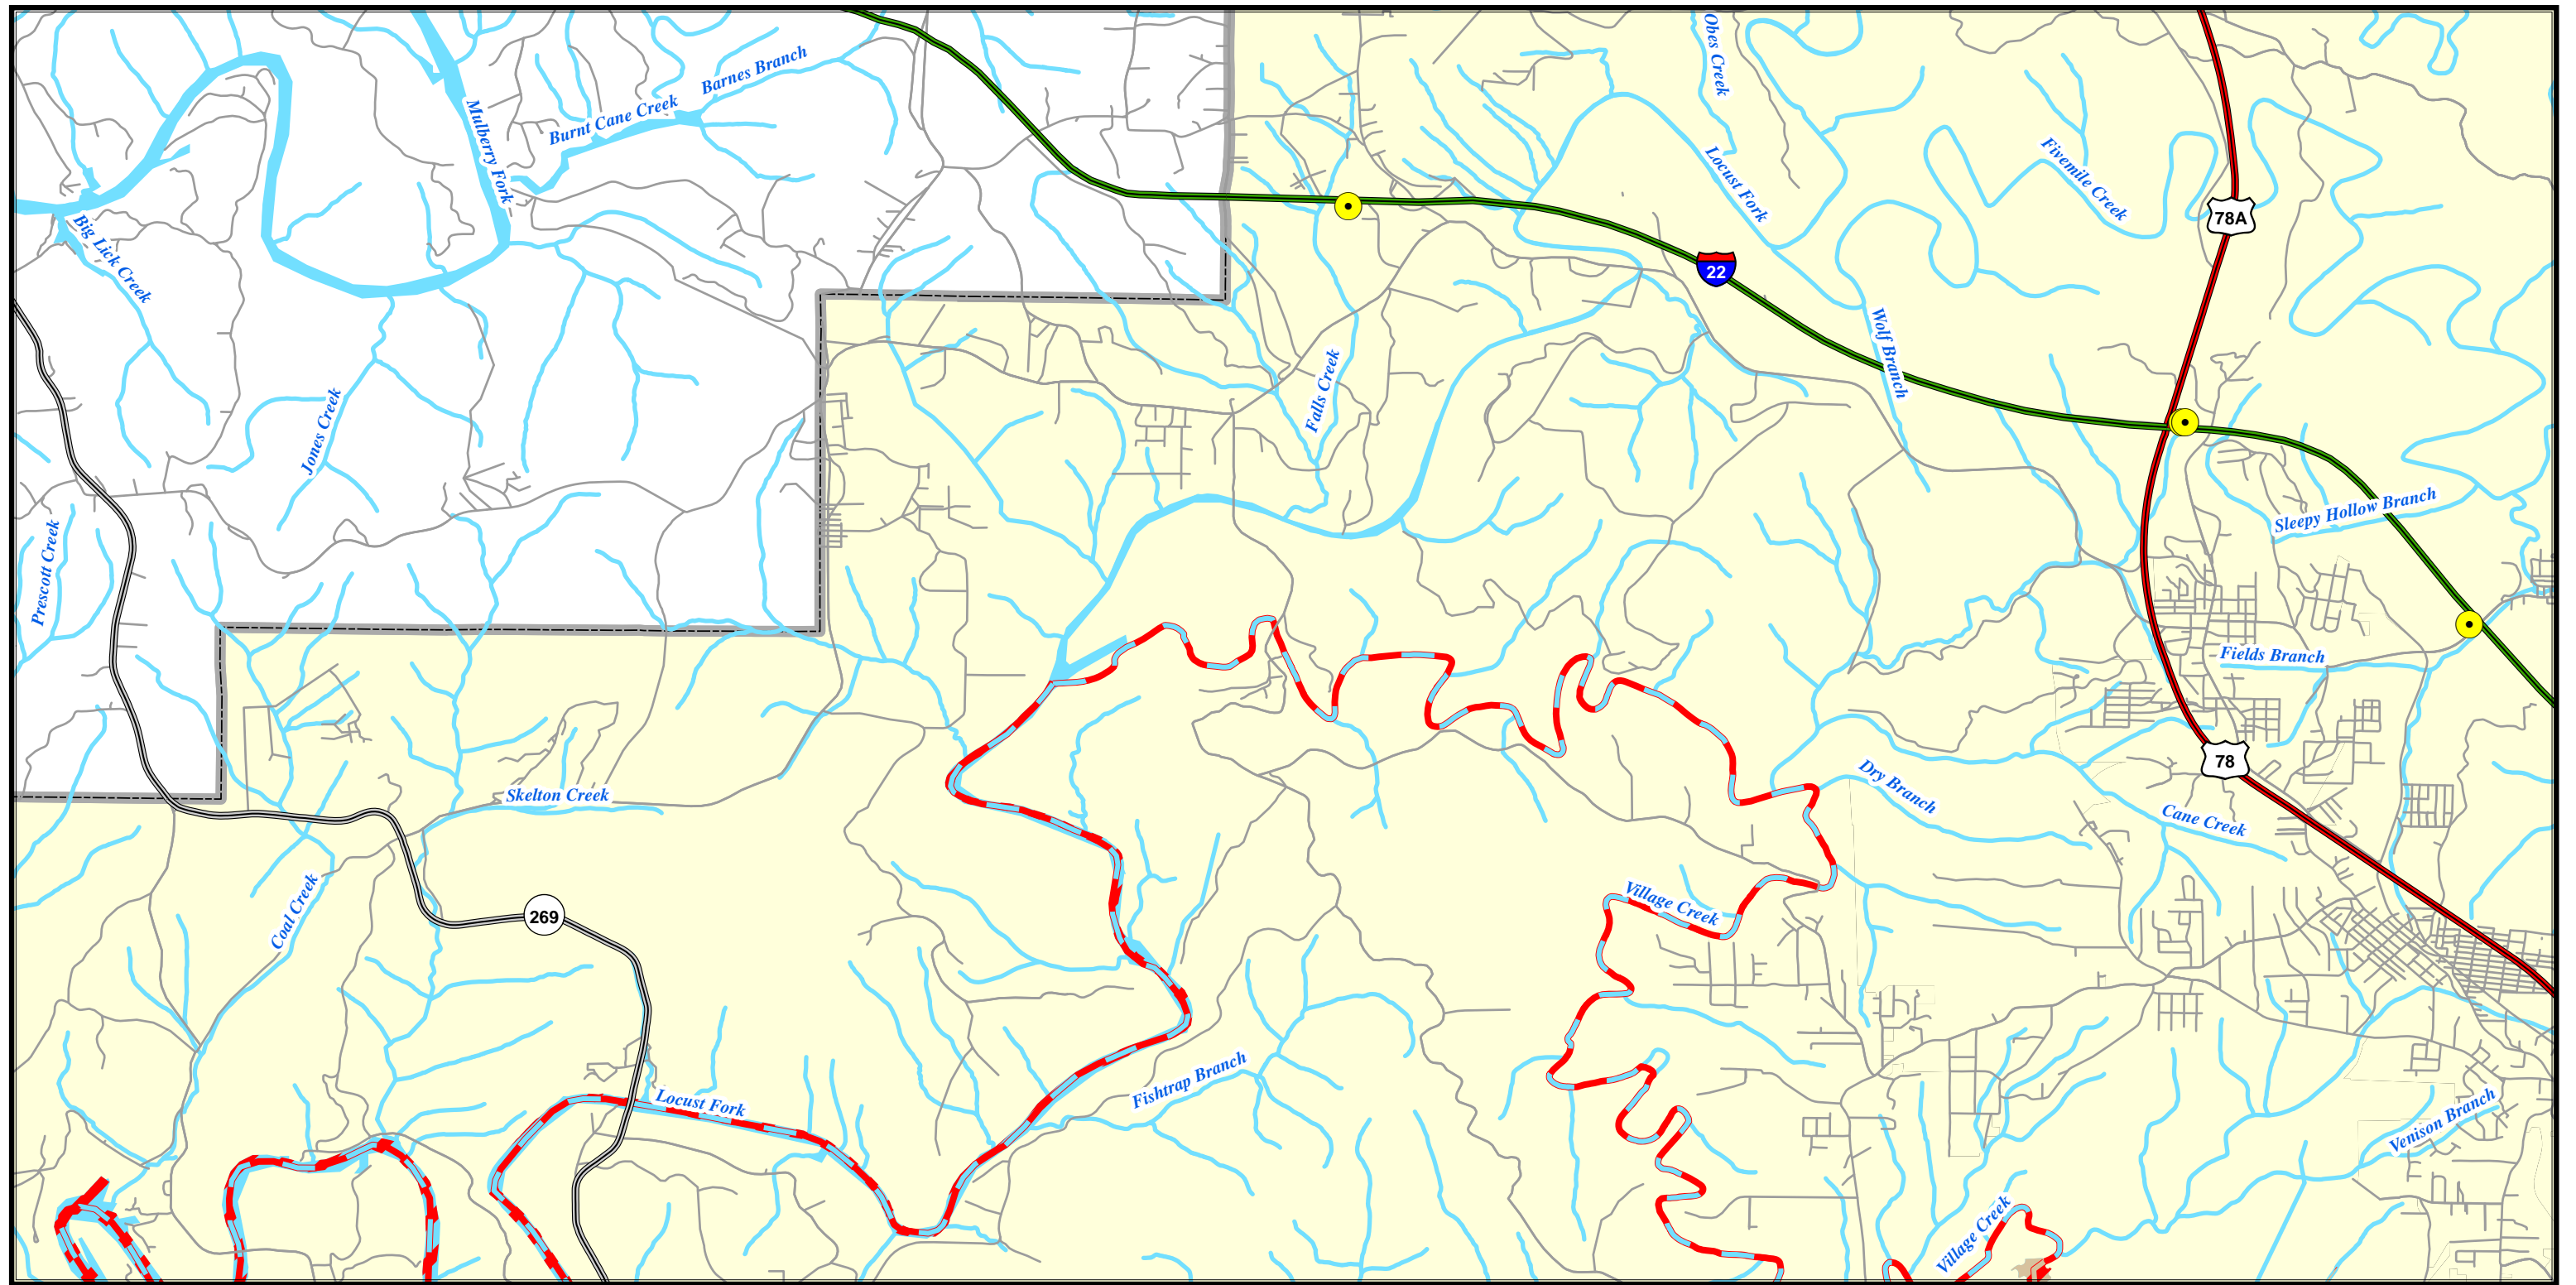 Obes Creek
Barnes Branch
Burnt Cane Creek
Mulberry Fork
Locust Fork
Fivemile Creek
78A
Big Lick Creek
22
Wolf Branch
Falls Creek
Jones Creek
Sleepy Hollow Branch
Prescott Creek
Fields Branch
78
Dry Branch
Skelton Creek
Cane Creek
Village Creek
Coal Creek
269
Fishtrap Branch
Locust Fork
Venison Branch
Village Creek